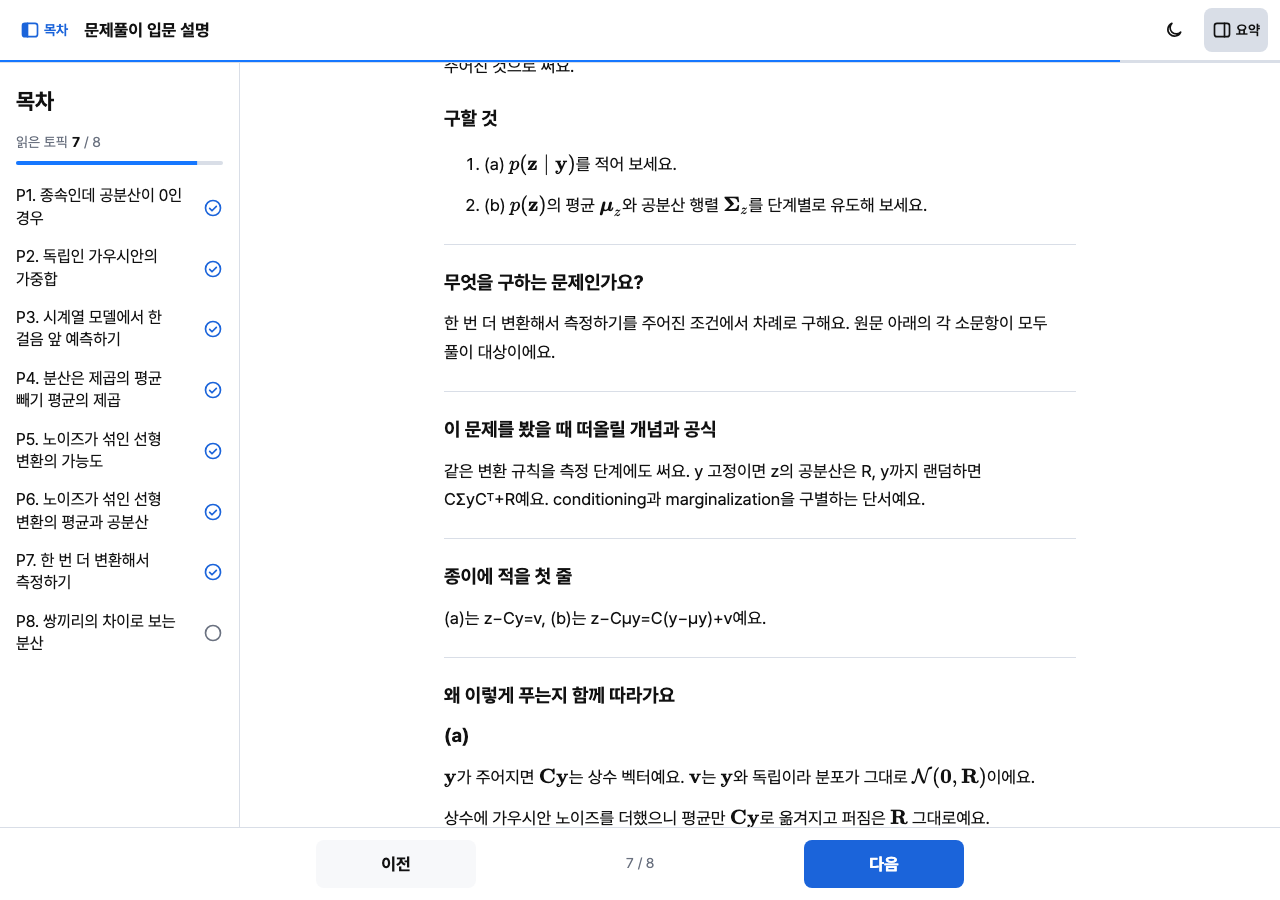 목차 문제풀이 입문 설명 요약
목차
읽은 토픽 7 / 8
P1. 종속인데 공분산이 0인
경우
P2. 독립인 가우시안의
가중합
P3. 시계열 모델에서 한
걸음 앞 예측하기
P4. 분산은 제곱의 평균
빼기 평균의 제곱
P5. 노이즈가 섞인 선형
변환의 가능도
P6. 노이즈가 섞인 선형
변환의 평균과 공분산
P7. 한 번 더 변환해서
측정하기
P8. 쌍끼리의 차이로 보는
분산
주어진 것으로 써요.
구할 것
1. (a) p(z | y)를 적어 보세요.
2. (b) p(z)의 평균 μ_z와 공분산 행렬 Σ_z를 단계별로 유도해 보세요.
무엇을 구하는 문제인가요?
한 번 더 변환해서 측정하기를 주어진 조건에서 차례로 구해요. 원문 아래의 각 소문항이 모두
풀이 대상이에요.
이 문제를 봤을 때 떠올릴 개념과 공식
같은 변환 규칙을 측정 단계에도 써요. y 고정이면 z의 공분산은 R, y까지 랜덤하면
CΣyCᵀ+R예요. conditioning과 marginalization을 구별하는 단서예요.
종이에 적을 첫 줄
(a)는 z−Cy=v, (b)는 z−Cμy=C(y−μy)+v예요.
왜 이렇게 푸는지 함께 따라가요
(a)
y가 주어지면 Cy는 상수 벡터예요. v는 y와 독립이라 분포가 그대로 𝒩(0, R)이에요.
상수에 가우시안 노이즈를 더했으니 평균만 Cy로 옮겨지고 퍼짐은 R 그대로예요.
이전 7 / 8 다음